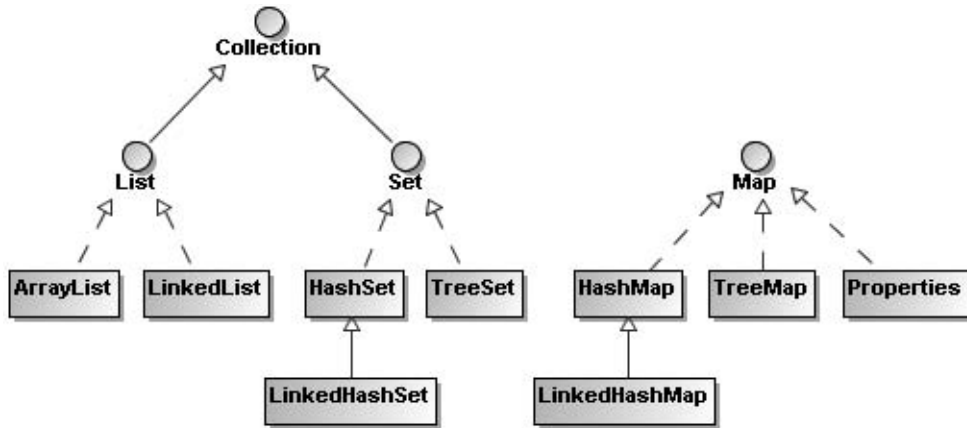 Collection
List
Set
Map
ArrayList
LinkedList
HashSet
TreeSet
HashMap
TreeMap
Properties
LinkedHashSet
LinkedHashMap